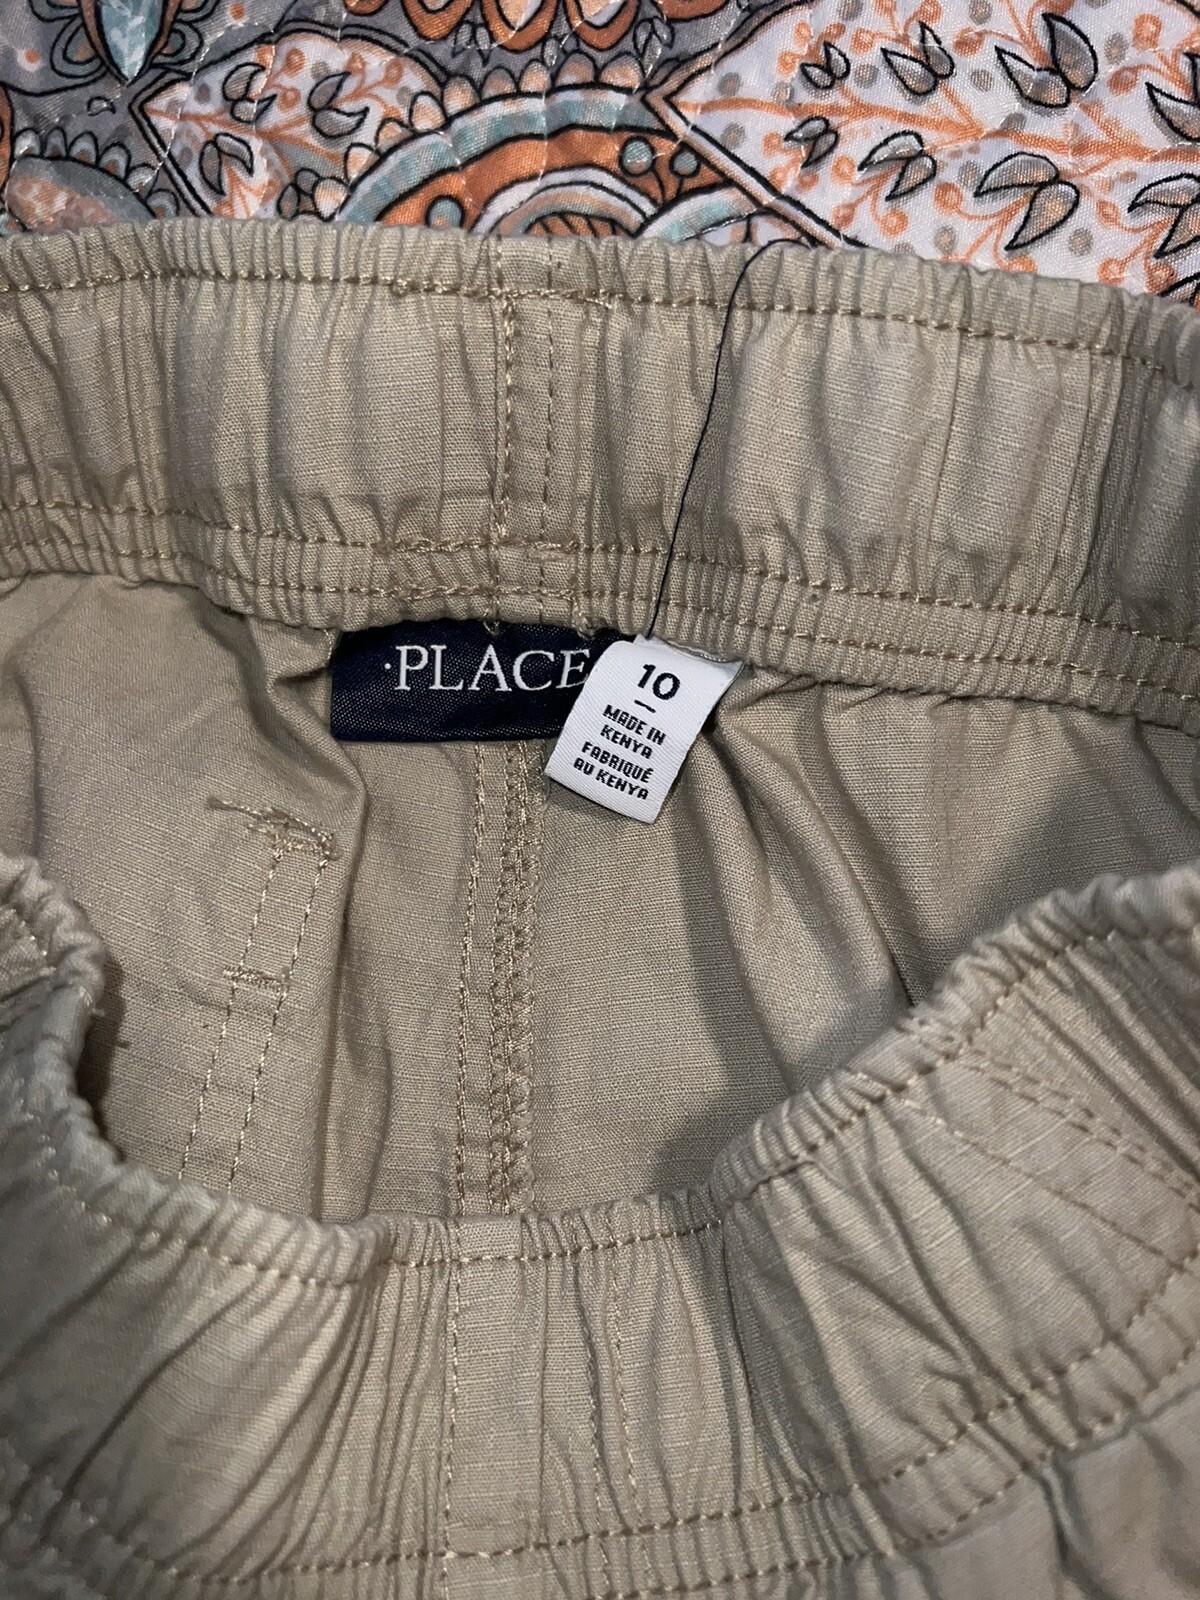 ·PLACE
10
MADE IN
KENYA
FABRIQUÉ
AU KENYA